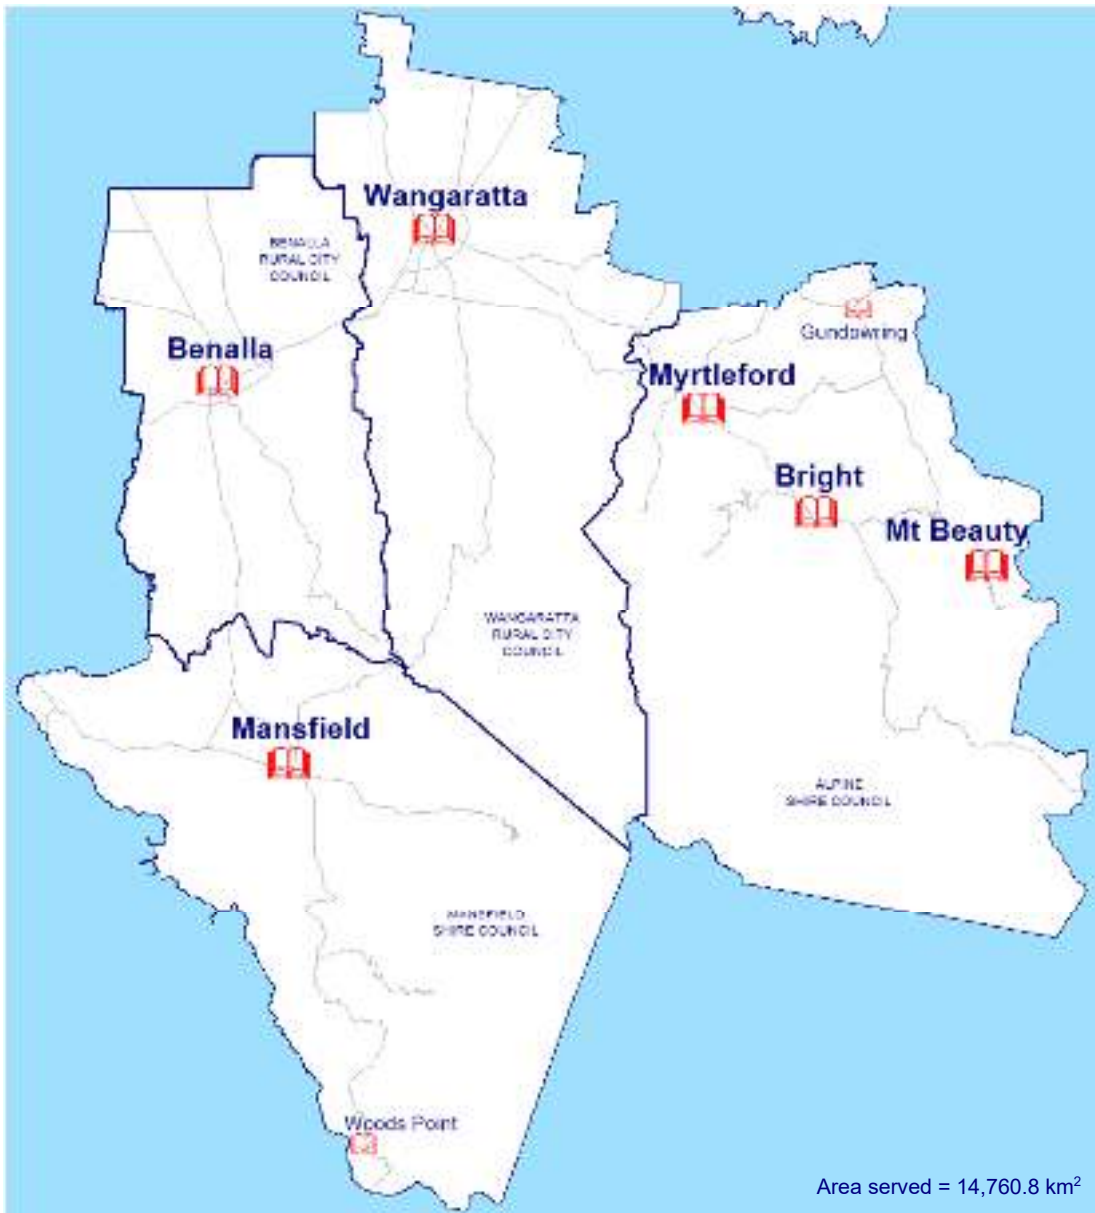 Wangaratta
BENALLA
RURAL CITY
COUNCIL
Gundowring
Benalla
Myrtleford
Bright
Mt Beauty
WANGARATTA
RURAL CITY
COUNCIL
Mansfield
ALPINE
SHIRE COUNCIL
MANSFIELD
SHIRE COUNCIL
Woods Point
Area served = 14,760.8 km²